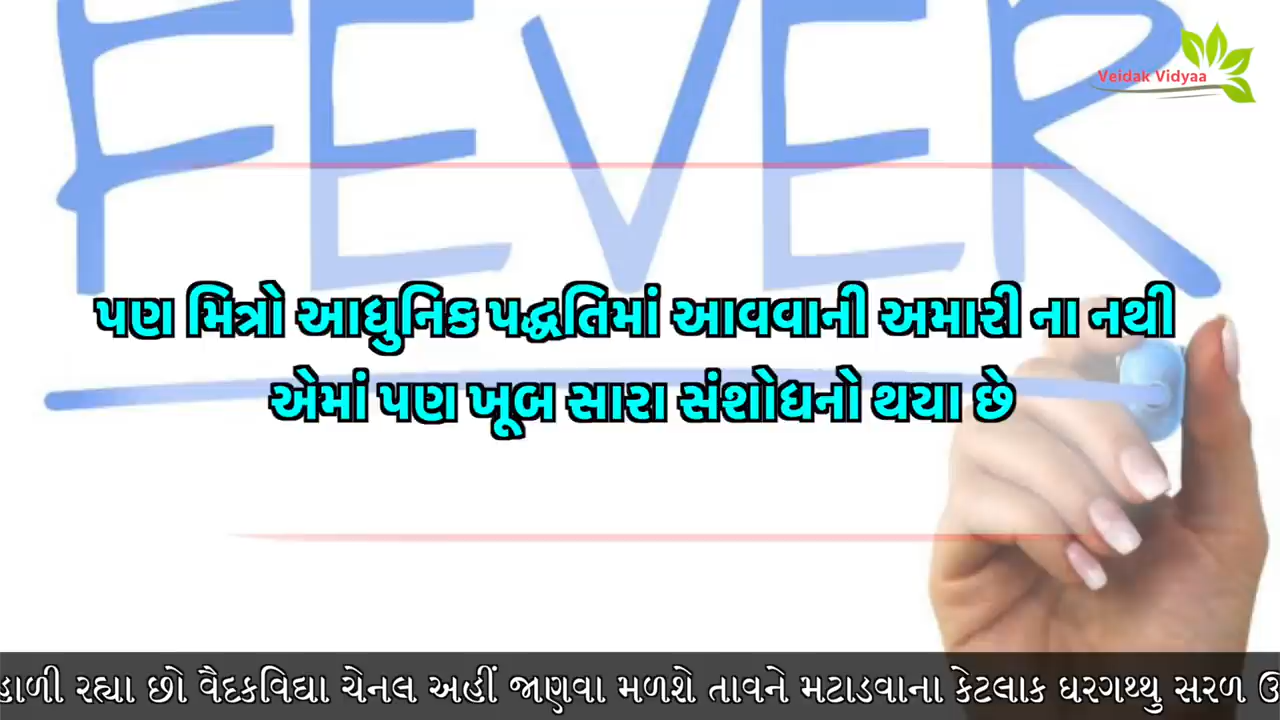 FEVER
Veidak Vidyaa
પણ મિત્રો આધુનિક પદ્ધતિમાં આવવાની અમારી ના નથી
એમાં પણ ખૂબ સારા સંશોધનો થયા છે
રહ્યા છો વૈદકવિદ્યા ચેનલ અહીં જાણવા મળશે તાવને મટાડવાના કેટલાક ઘરગથ્થુ સરળ